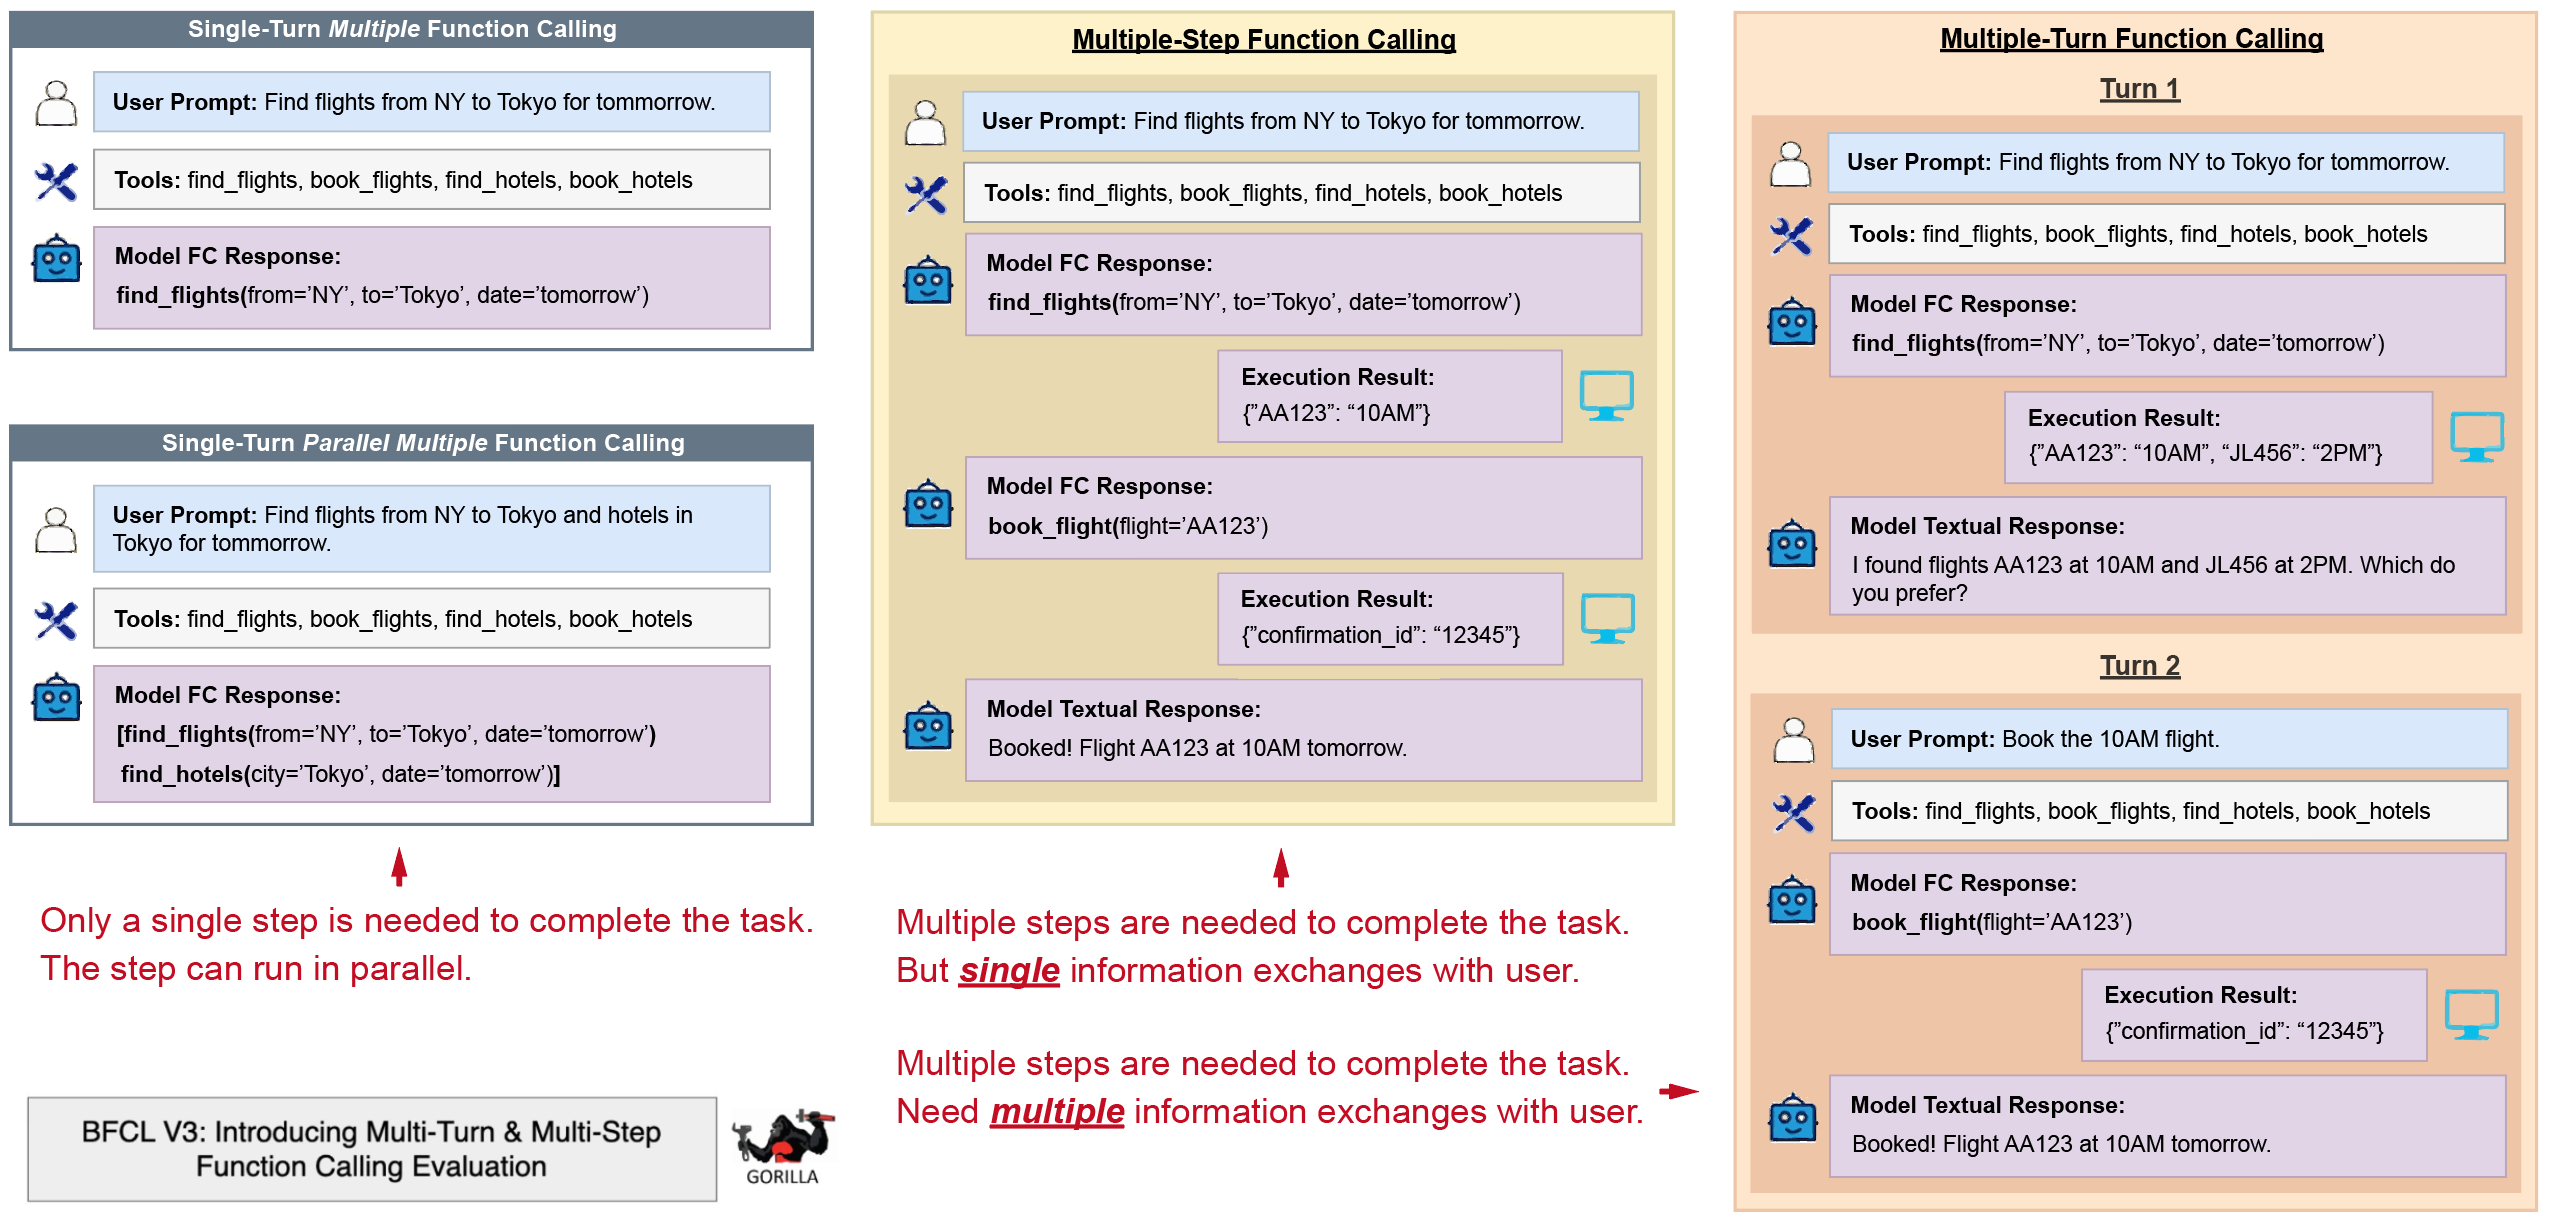 Single-Turn Multiple Function Calling
User Prompt: Find flights from NY to Tokyo for tommorrow.
Tools: find_flights, book_flights, find_hotels, book_hotels
Model FC Response:
find_flights(from=’NY’, to=’Tokyo’, date=’tomorrow’)
Single-Turn Parallel Multiple Function Calling
User Prompt: Find flights from NY to Tokyo and hotels in
Tokyo for tommorrow.
Tools: find_flights, book_flights, find_hotels, book_hotels
Model FC Response:
[find_flights(from=’NY’, to=’Tokyo’, date=’tomorrow’)
find_hotels(city=’Tokyo’, date=’tomorrow’)]
Only a single step is needed to complete the task.
The step can run in parallel.
BFCL V3: Introducing Multi-Turn & Multi-Step
Function Calling Evaluation
GORILLA
Multiple-Step Function Calling
User Prompt: Find flights from NY to Tokyo for tommorrow.
Tools: find_flights, book_flights, find_hotels, book_hotels
Model FC Response:
find_flights(from=’NY’, to=’Tokyo’, date=’tomorrow’)
Execution Result:
{”AA123”: “10AM”}
Model FC Response:
book_flight(flight=’AA123’)
Execution Result:
{”confirmation_id”: “12345”}
Model Textual Response:
Booked! Flight AA123 at 10AM tomorrow.
Multiple steps are needed to complete the task.
But single information exchanges with user.
Multiple steps are needed to complete the task.
Need multiple information exchanges with user.
Multiple-Turn Function Calling
Turn 1
User Prompt: Find flights from NY to Tokyo for tommorrow.
Tools: find_flights, book_flights, find_hotels, book_hotels
Model FC Response:
find_flights(from=’NY’, to=’Tokyo’, date=’tomorrow’)
Execution Result:
{”AA123”: “10AM”, “JL456”: “2PM”}
Model Textual Response:
I found flights AA123 at 10AM and JL456 at 2PM. Which do
you prefer?
Turn 2
User Prompt: Book the 10AM flight.
Tools: find_flights, book_flights, find_hotels, book_hotels
Model FC Response:
book_flight(flight=’AA123’)
Execution Result:
{”confirmation_id”: “12345”}
Model Textual Response:
Booked! Flight AA123 at 10AM tomorrow.